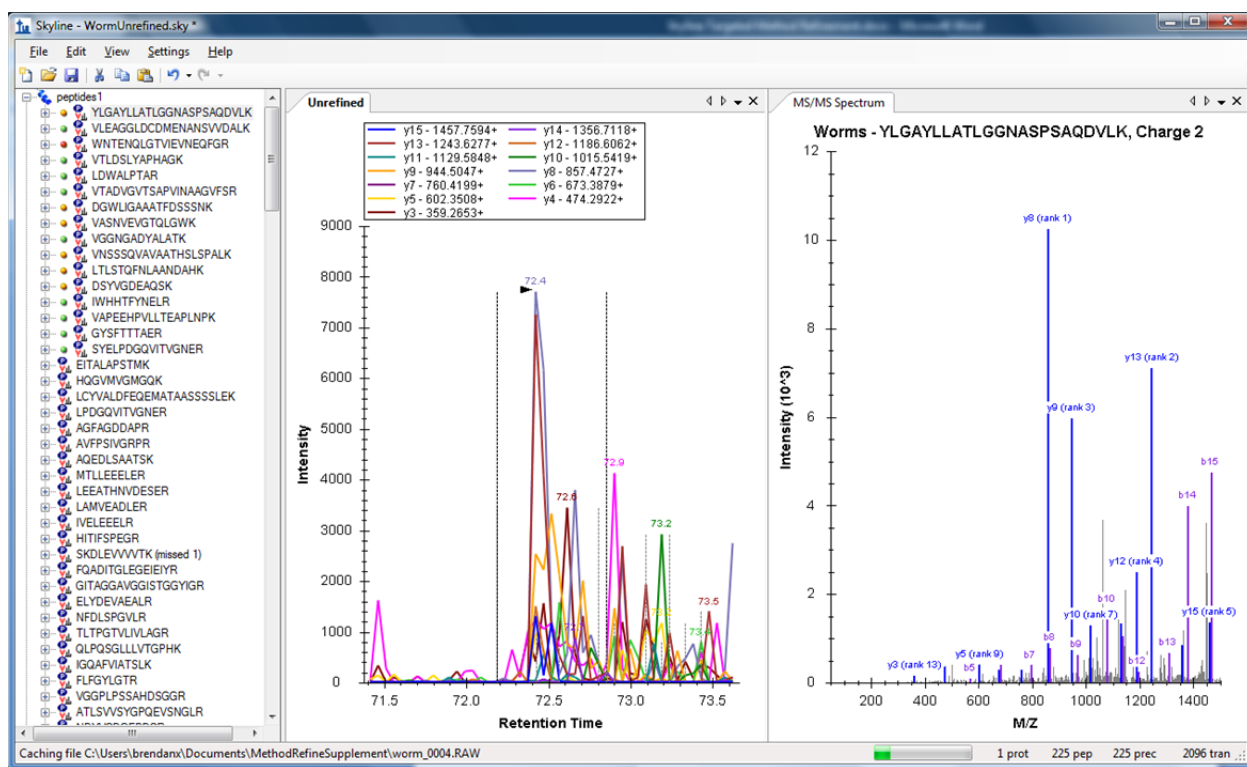 Skyline - WormUnrefined.sky *
File Edit View Settings Help
peptides1
YLGAYLLATLGGNASPSAQDVLK
VLEAGGLDCDMENANSVVDALK
WNTENQLGTVIEVNEQFGR
VTLDSLYAPHAGK
LDWALPTAR
VTADVGVTSAPVINAAGVFSR
DGWLIGAAATFDSSSNK
VASNVEVGTQLGWK
VGGNGADYALATK
VNSSSQVAVAATHSLSPALK
LTLSTQFNLAANDAHK
DSYVGDEAQSK
IWHHTFYNELR
VAPEEHPVLLTEAPLNPK
GYSFTTTAER
SYELPDGQVITVGNER
EITALAPSTMK
HQGVMVGMGQK
LCYVALDFEQEMATAASSSSLEK
LPDGQVITVGNER
AGFAGDDAPR
AVFPSIVGRPR
AQEDLSAATSK
MTLLEEELER
LEEATHNVDESER
LAMVEADLER
IVELEEELR
HITIFSPEGR
SKDLEVVVVTK (missed 1)
FQADITGLEGEIEIYR
GITAGGAVGGISTGGYIGR
ELYDEVAEALR
NFDLSPGVLR
TLTPGTVLIVLAGR
QLPQSGLLLVTGPHK
IGQAFVIATSLK
FLFGYLGTR
VGGPLPSSAHDSGGR
ATLSVVSYGPQEVSNGLR
Unrefined
y15 - 1457.7594+ y14 - 1356.7118+
y13 - 1243.6277+ y12 - 1186.6062+
y11 - 1129.5848+ y10 - 1015.5419+
y9 - 944.5047+ y8 - 857.4727+
y7 - 760.4199+ y6 - 673.3879+
y5 - 602.3508+ y4 - 474.2922+
y3 - 359.2653+
9000
8000
7000
6000
5000
4000
3000
2000
1000
0
Intensity
72.4
72.6
72.9
73.2
73.5
71.5 72.0 72.5 73.0 73.5
Retention Time
MS/MS Spectrum
Worms - YLGAYLLATLGGNASPSAQDVLK, Charge 2
12
10
8
6
4
2
0
Intensity (10^3)
y8 (rank 1)
y13 (rank 2)
y9 (rank 3)
b15
b14
y12 (rank 4)
b10
y10 (rank 7)
y15 (rank 5)
b8
b9
b13
y3 (rank 13)
y5 (rank 9)
b5
b7
b12
200 400 600 800 1000 1200 1400
M/Z
Caching file C:\Users\brendanx\Documents\MethodRefineSupplement\worm_0004.RAW 1 prot 225 pep 225 prec 2096 tran